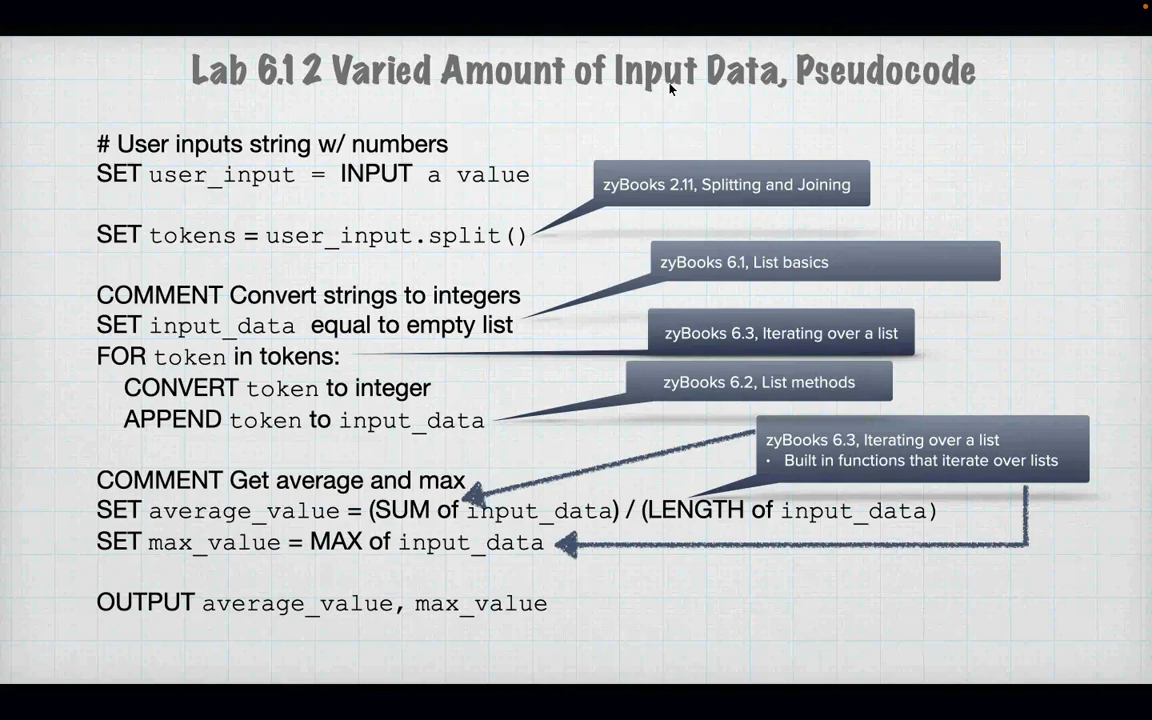 Lab 6.12 Varied Amount of Input Data, Pseudocode
# User inputs string w/ numbers
SET user_input = INPUT a value
zyBooks 2.11, Splitting and Joining
SET tokens = user_input.split()
zyBooks 6.1, List basics
COMMENT Convert strings to integers
SET input_data equal to empty list
zyBooks 6.3, Iterating over a list
FOR token in tokens:
zyBooks 6.2, List methods
CONVERT token to integer
APPEND token to input_data
zyBooks 6.3, Iterating over a list
• Built in functions that iterate over lists
COMMENT Get average and max
SET average_value = (SUM of input_data) / (LENGTH of input_data)
SET max_value = MAX of input_data
OUTPUT average_value, max_value